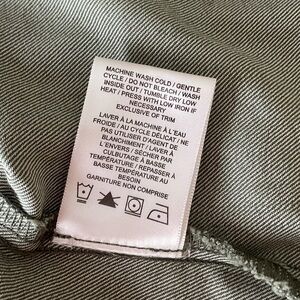 MACHINE WASH COLD / GENTLE
CYCLE / DO NOT BLEACH / WASH
INSIDE OUT / TUMBLE DRY LOW
HEAT / PRESS WITH LOW IRON IF
NECESSARY
EXCLUSIVE OF TRIM
LAVER À LA MACHINE À L'EAU
FROIDE / AU CYCLE DÉLICAT / NE
PAS UTILISER D'AGENT DE
BLANCHIMENT / LAVER À
L'ENVERS / SÉCHER PAR
CULBUTAGE À BASSE
TEMPÉRATURE / REPASSER À
BASSE TEMPÉRATURE AU
BESOIN
GARNITURE NON COMPRISE